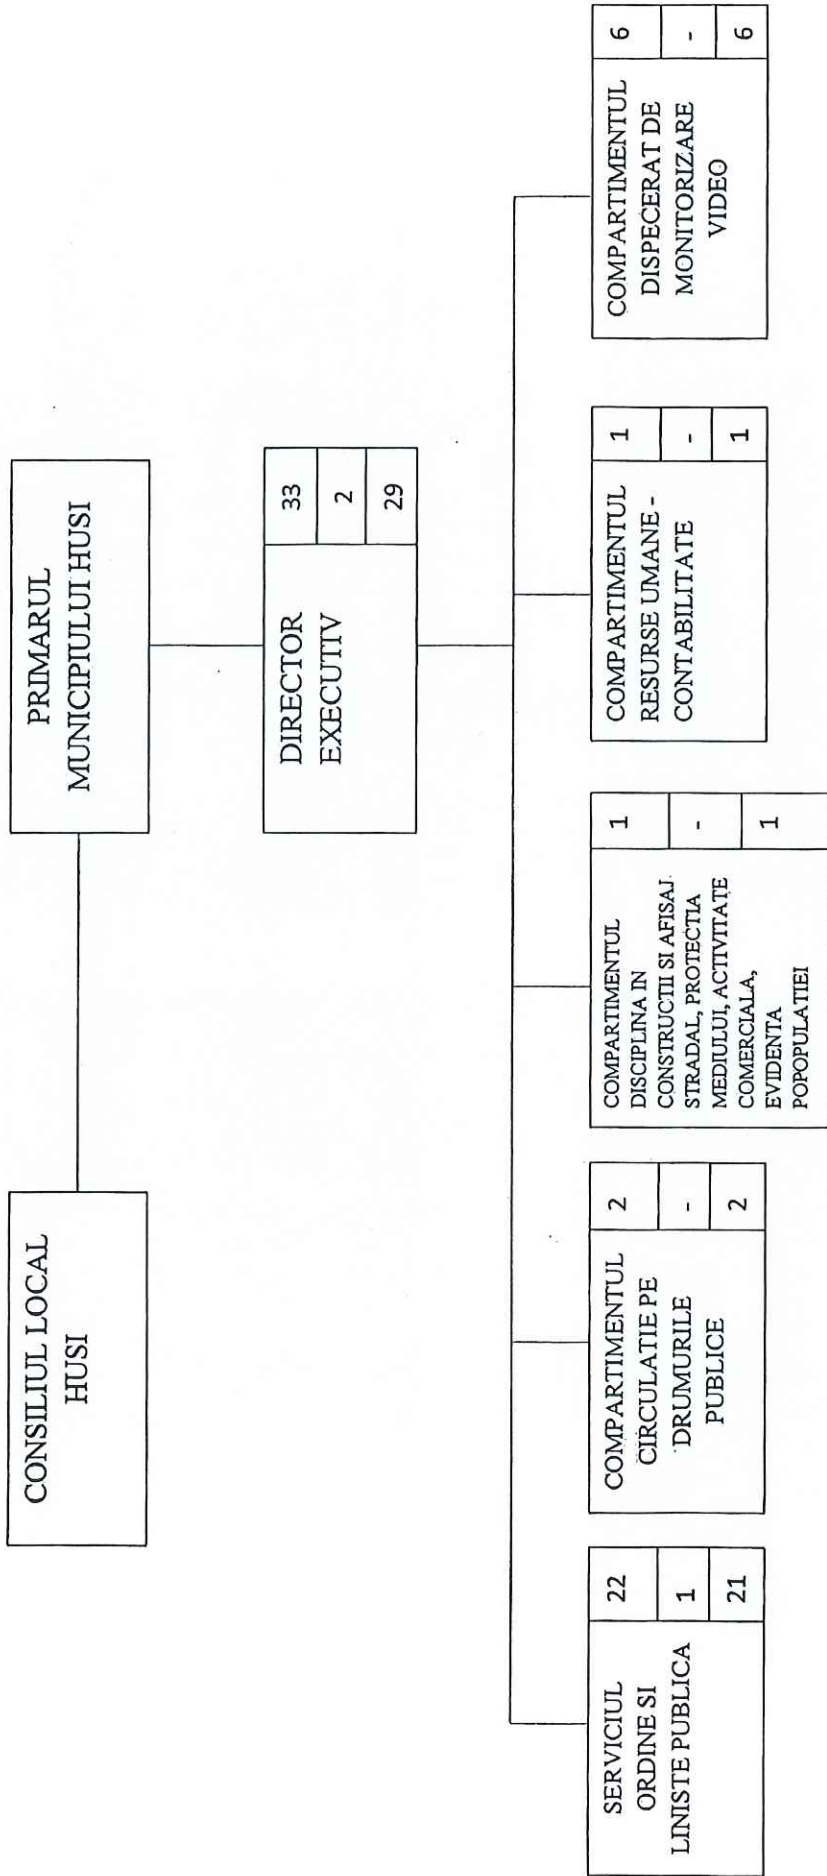 CONSILIUL LOCAL
HUSI
PRIMARUL
MUNICIPIULUI HUSI
DIRECTOR
EXECUTIV
33
2
29
SERVICIUL
ORDINE SI
LINISTE PUBLICA
22
1
21
COMPARTIMENTUL
CIRCULATIE PE
DRUMURILE
PUBLICE
2
-
2
COMPARTIMENTUL
DISCIPLINA IN
CONSTRUCTII SI AFISAJ
STRADAL, PROTECTIA
MEDIULUI, ACTIVITATE
COMERCIALA,
EVIDENTA
POPOPULATIEI
1
-
1
COMPARTIMENTUL
RESURSE UMANE -
CONTABILITATE
1
-
1
COMPARTIMENTUL
DISPECERAT DE
MONITORIZARE
VIDEO
6
-
6